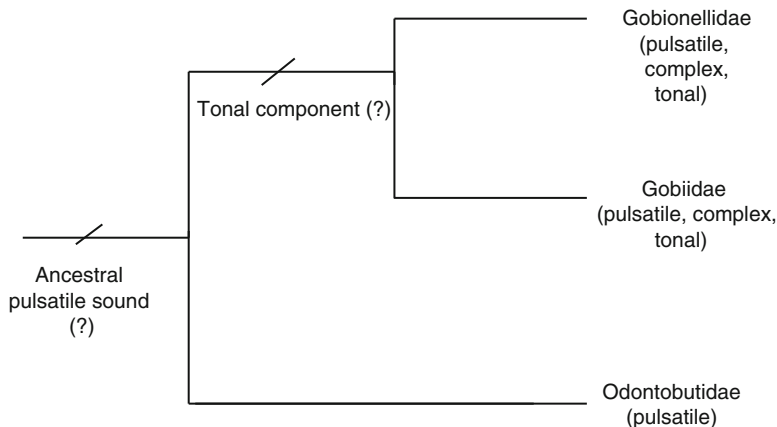 Gobionellidae
(pulsatile,
complex,
tonal)
Tonal component (?)
Gobiidae
(pulsatile, complex,
tonal)
Ancestral
pulsatile sound
(?)
Odontobutidae
(pulsatile)